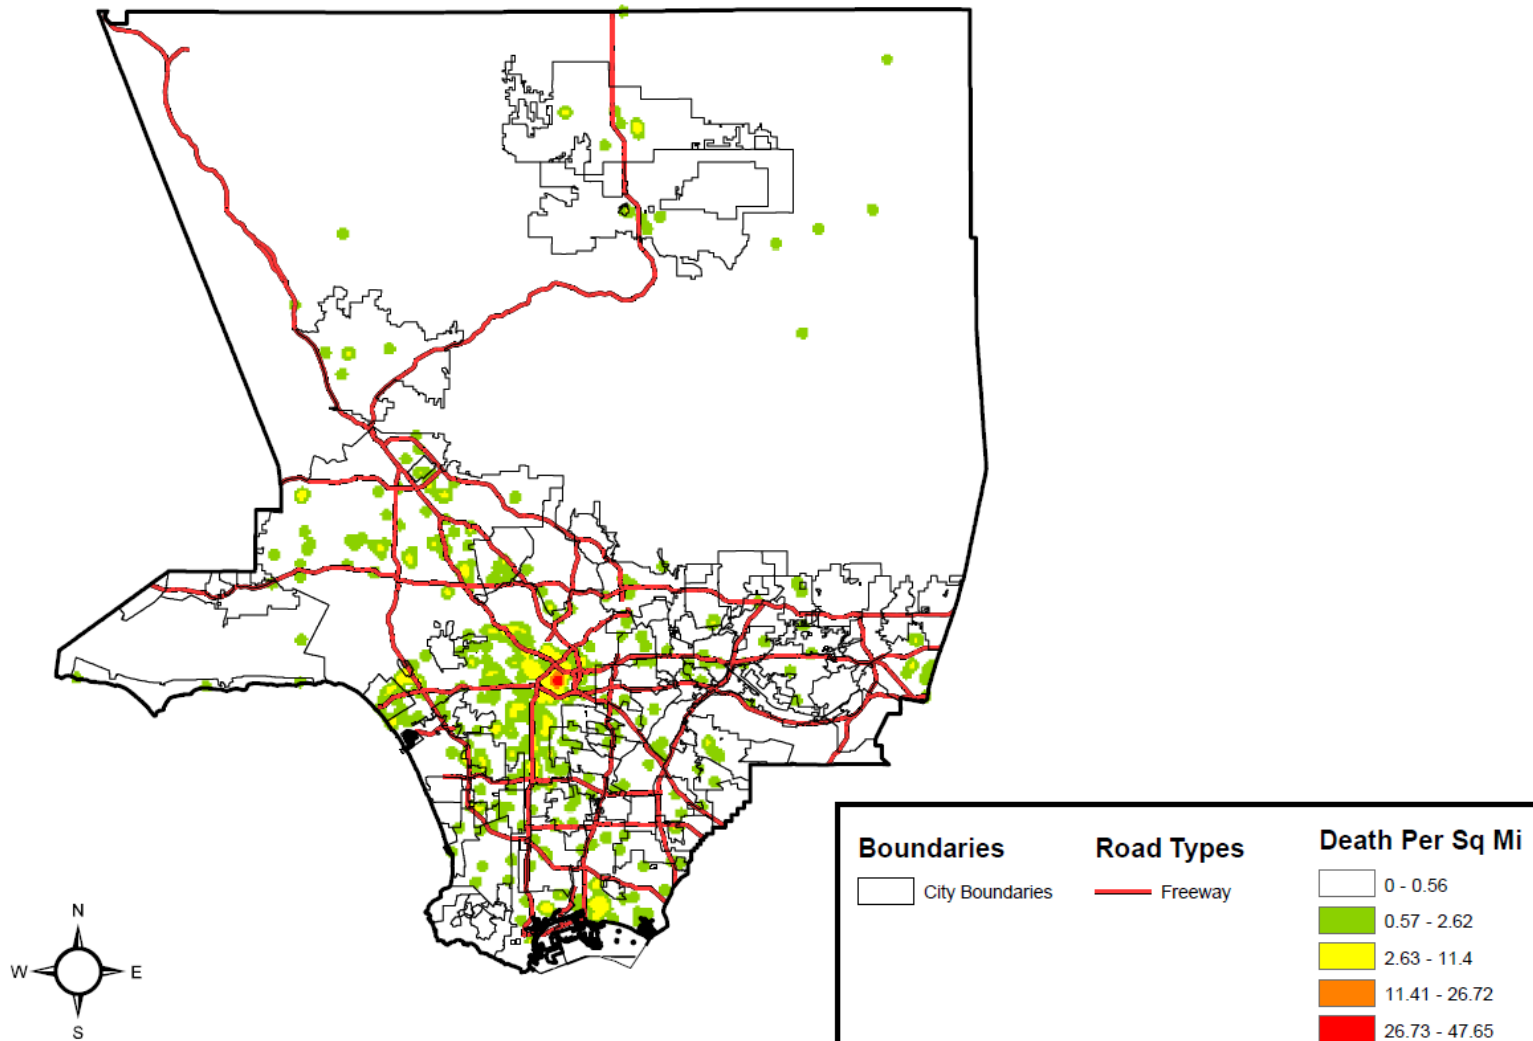 N
W
E
S
Boundaries
City Boundaries
Road Types
Freeway
Death Per Sq Mi
0 - 0.56
0.57 - 2.62
2.63 - 11.4
11.41 - 26.72
26.73 - 47.65